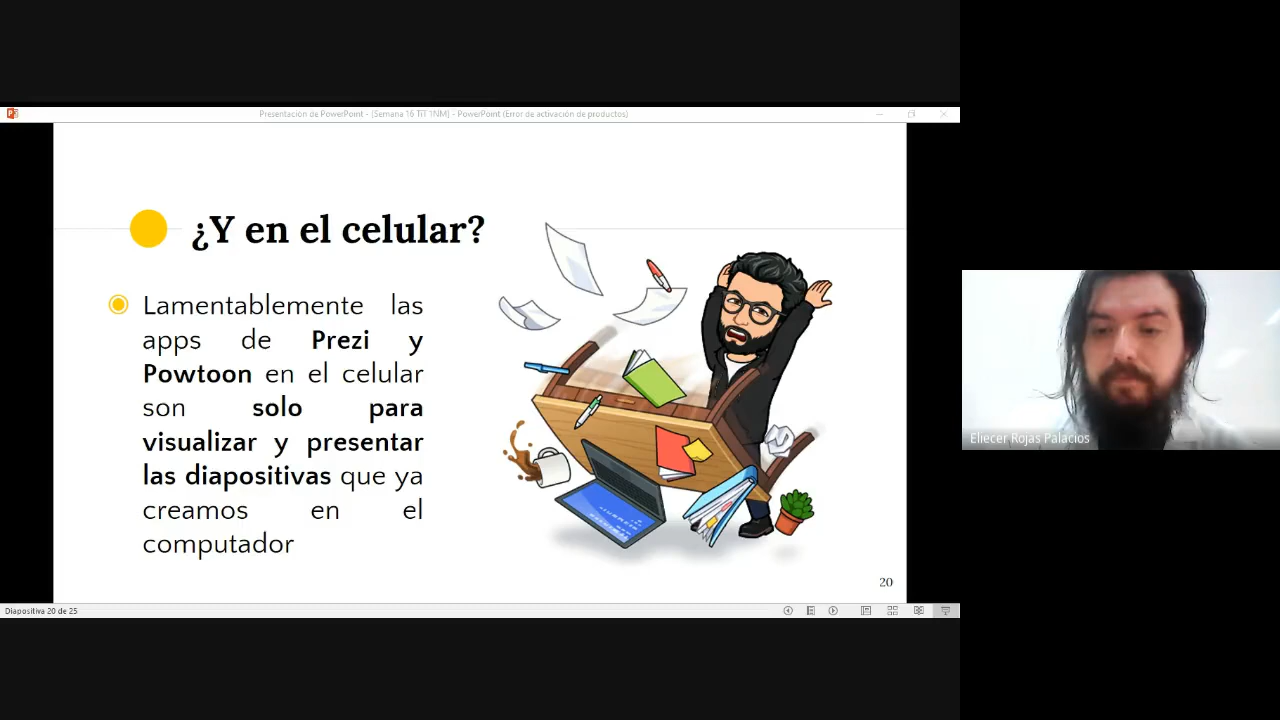 Presentación de PowerPoint - [Semana 16 TIT 1NM] - PowerPoint (Error de activación de productos)
¿Y en el celular?
Lamentablemente las
apps de Prezi y
Powtoon en el celular
son solo para
visualizar y presentar
las diapositivas que ya
creamos en el
computador
20
Diapositiva 20 de 25
Eliecer Rojas Palacios